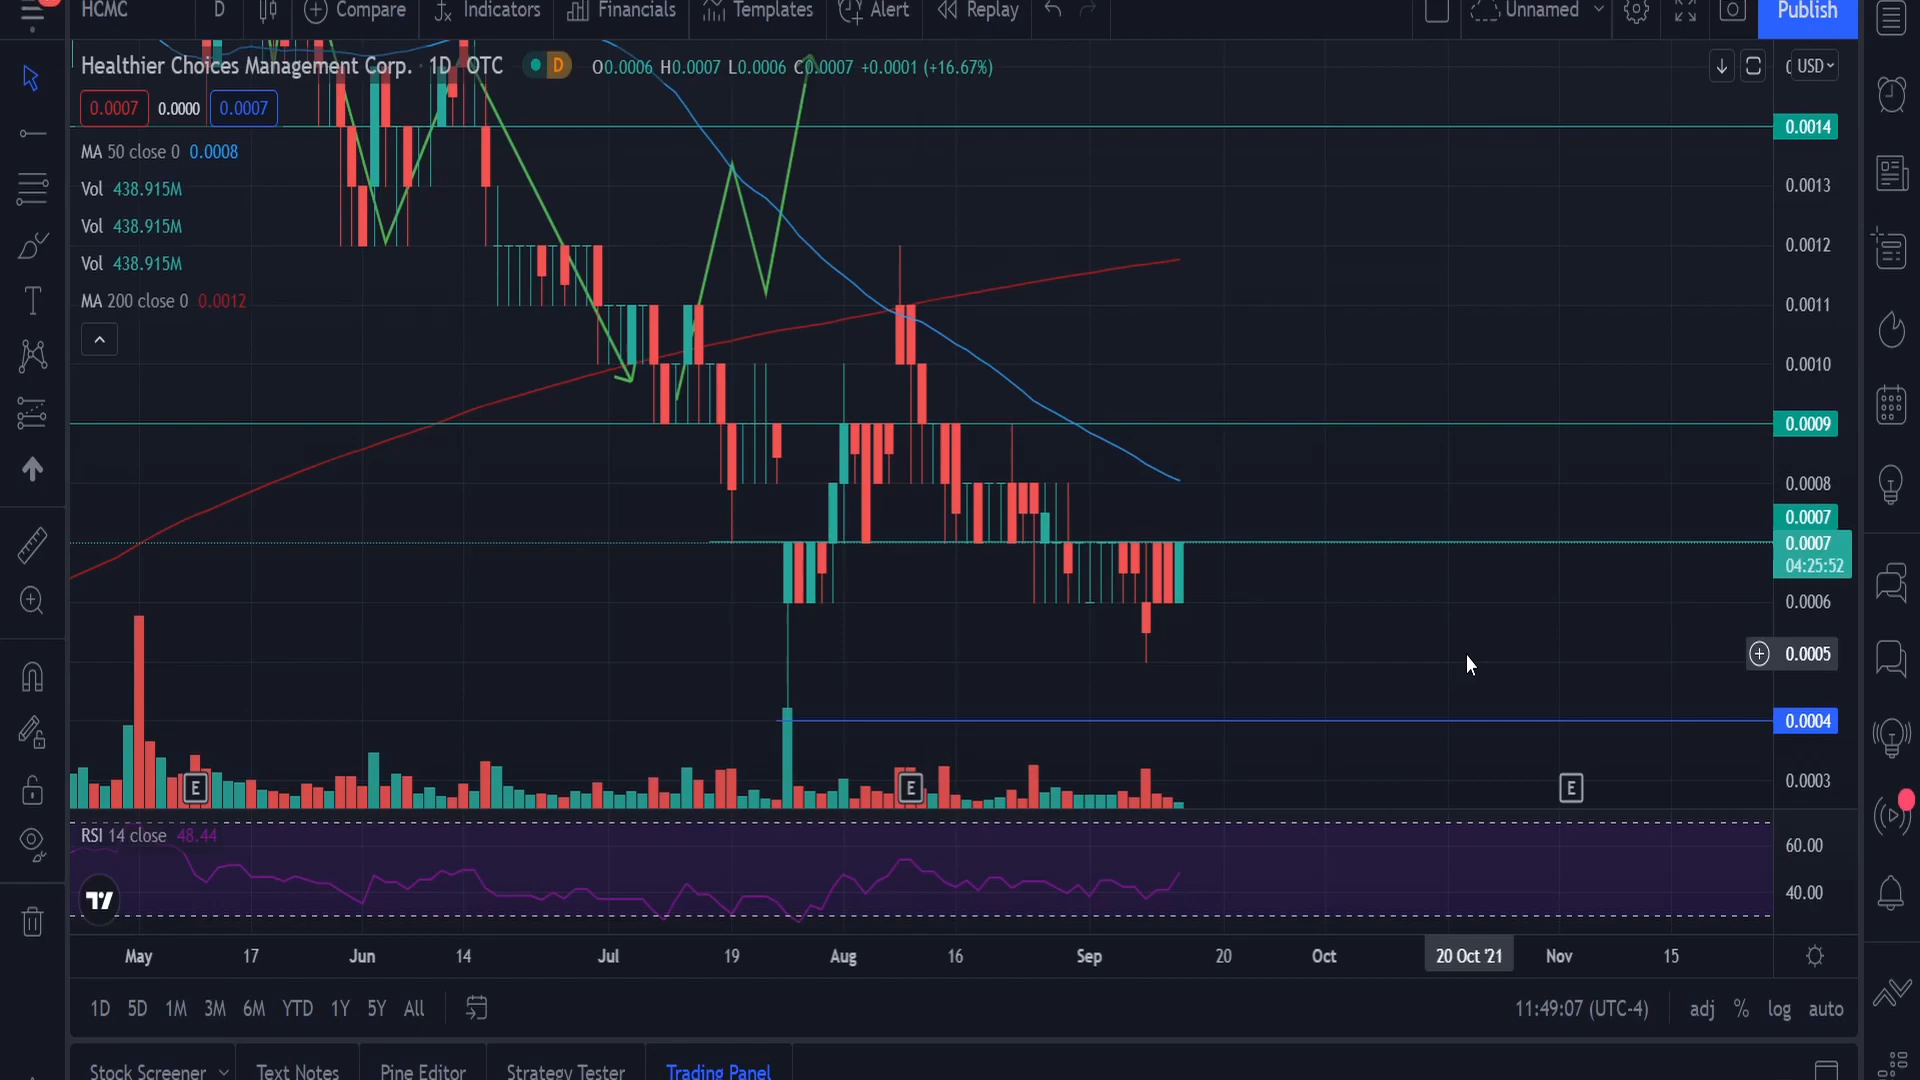 HCMC D Compare Indicators Financials Templates Alert Replay Unnamed Publish
Healthier Choices Management Corp. · 1D · OTC D O0.0006 H0.0007 L0.0006 C0.0007 +0.0001 (+16.67%) USD
0.0007 0.0000 0.0007
MA 50 close 0 0.0008
Vol 438.915M
Vol 438.915M
Vol 438.915M
MA 200 close 0 0.0012
0.0014
0.0013
0.0012
0.0011
0.0010
0.0009
0.0008
0.0007
0.0007
04:25:52
0.0006
0.0005
0.0004
0.0003
E E E
RSI 14 close 48.44
60.00
40.00
May 17 Jun 14 Jul 19 Aug 16 Sep 20 Oct 20 Oct '21 Nov 15
1D 5D 1M 3M 6M YTD 1Y 5Y All 11:49:07 (UTC-4) adj % log auto
Stock Screener Text Notes Pine Editor Strategy Tester Trading Panel